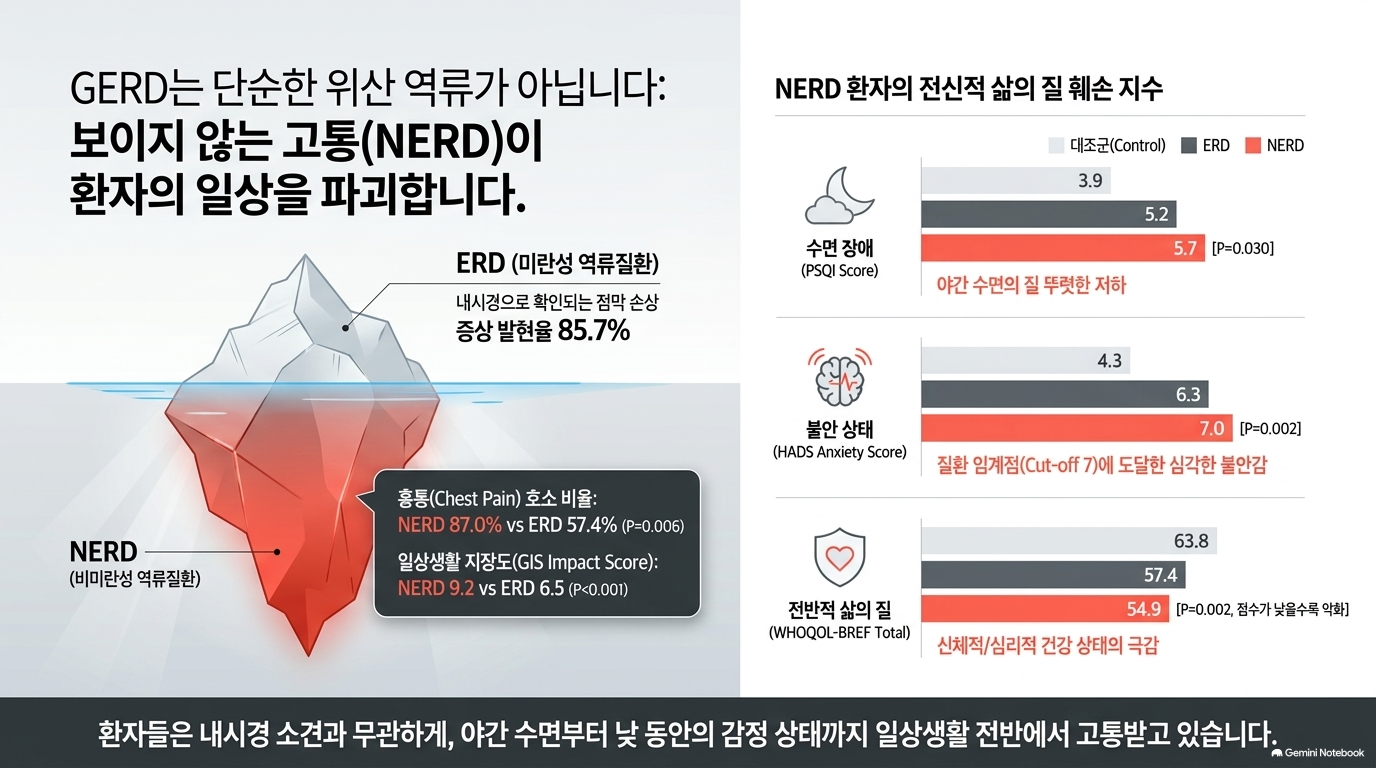 GERD는 단순한 위산 역류가 아닙니다:
보이지 않는 고통(NERD)이
환자의 일상을 파괴합니다.
ERD (미란성 역류질환)
내시경으로 확인되는 점막 손상
증상 발현율 85.7%
NERD
(비미란성 역류질환)
흉통(Chest Pain) 호소 비율:
NERD 87.0% vs ERD 57.4% (P=0.006)
일상생활 지장도(GIS Impact Score):
NERD 9.2 vs ERD 6.5 (P<0.001)
NERD 환자의 전신적 삶의 질 훼손 지수
대조군(Control) ERD NERD
수면 장애
(PSQI Score)
3.9
5.2
5.7 [P=0.030]
야간 수면의 질 뚜렷한 저하
불안 상태
(HADS Anxiety Score)
4.3
6.3
7.0 [P=0.002]
질환 임계점(Cut-off 7)에 도달한 심각한 불안감
전반적 삶의 질
(WHOQOL-BREF Total)
63.8
57.4
54.9 [P=0.002, 점수가 낮을수록 악화]
신체적/심리적 건강 상태의 극감
환자들은 내시경 소견과 무관하게, 야간 수면부터 낮 동안의 감정 상태까지 일상생활 전반에서 고통받고 있습니다.
Gemini Notebook